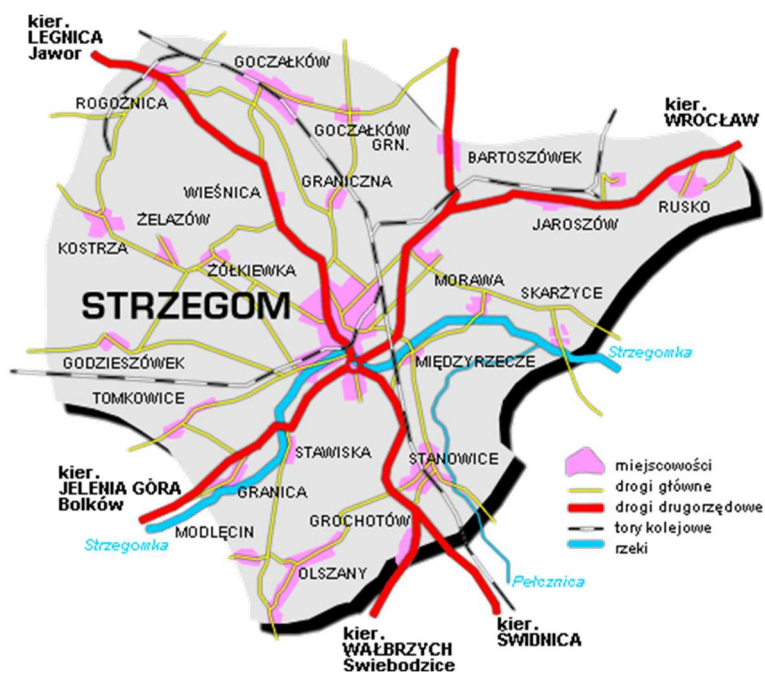 kier.
LEGNICA
Jawor
GOCZAŁKÓW
ROGOŹNICA
GOCZAŁKÓW
GRN.
kier.
WROCŁAW
BARTOSZÓWEK
WIEŚNICA
GRANICZNA
ŻELAZÓW
JAROSZÓW
RUSKO
KOSTRZA
ŻÓŁKIEWKA
MORAWA
SKARŻYCE
STRZEGOM
GODZIESZÓWEK
MIĘDZYRZECZE
Strzegomka
TOMKOWICE
kier.
JELENIA GÓRA
Bolków
STAWISKA
STANOWICE
GRANICA
GROCHOTÓW
MODLĘCIN
Strzegomka
OLSZANY
Pełcznica
miejscowości
drogi główne
drogi drugorzędowe
tory kolejowe
rzeki
kier.
WAŁBRZYCH
Świebodzice
kier.
ŚWIDNICA